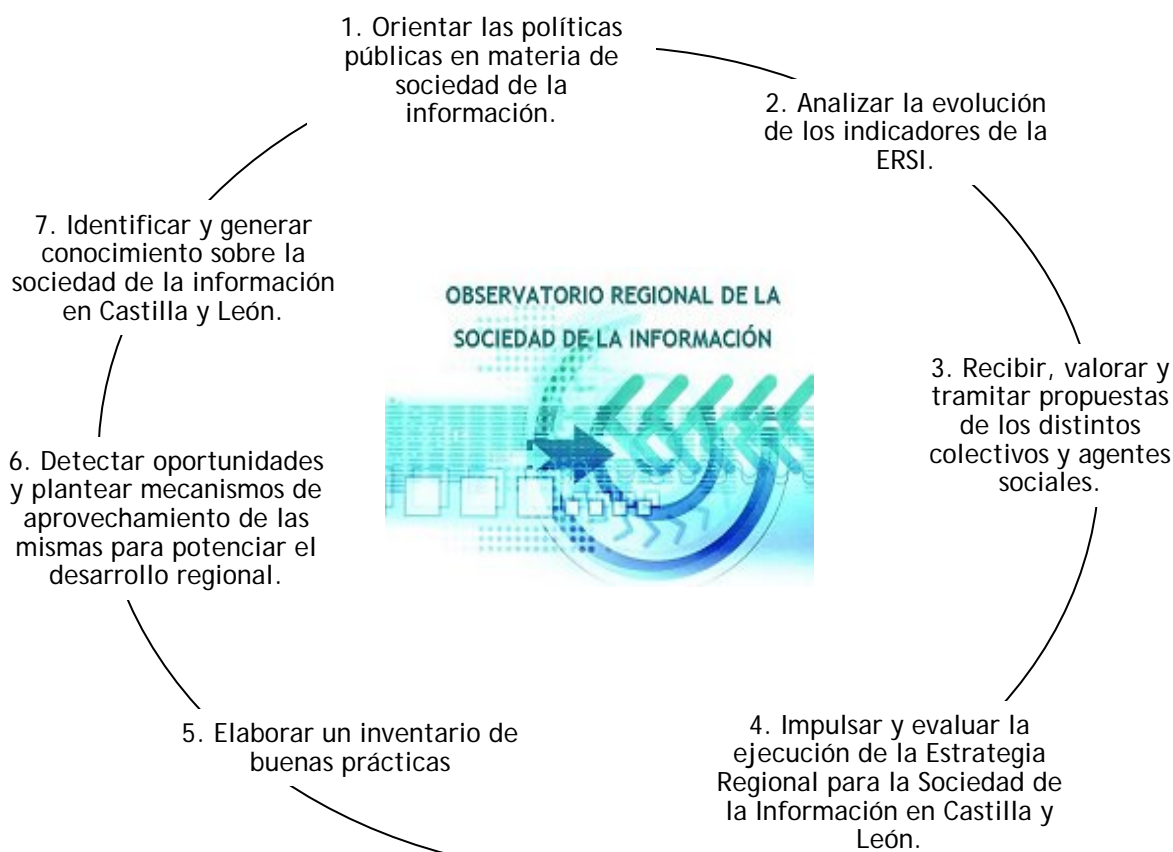 1. Orientar las políticas
públicas en materia de
sociedad de la
información.
2. Analizar la evolución
de los indicadores de la
ERSI.
3. Recibir, valorar y
tramitar propuestas
de los distintos
colectivos y agentes
sociales.
4. Impulsar y evaluar la
ejecución de la Estrategia
Regional para la Sociedad de
la Información en Castilla y
León.
5. Elaborar un inventario de
buenas prácticas
6. Detectar oportunidades
y plantear mecanismos de
aprovechamiento de las
mismas para potenciar el
desarrollo regional.
7. Identificar y generar
conocimiento sobre la
sociedad de la información
en Castilla y León.
OBSERVATORIO REGIONAL DE LA
SOCIEDAD DE LA INFORMACIÓN